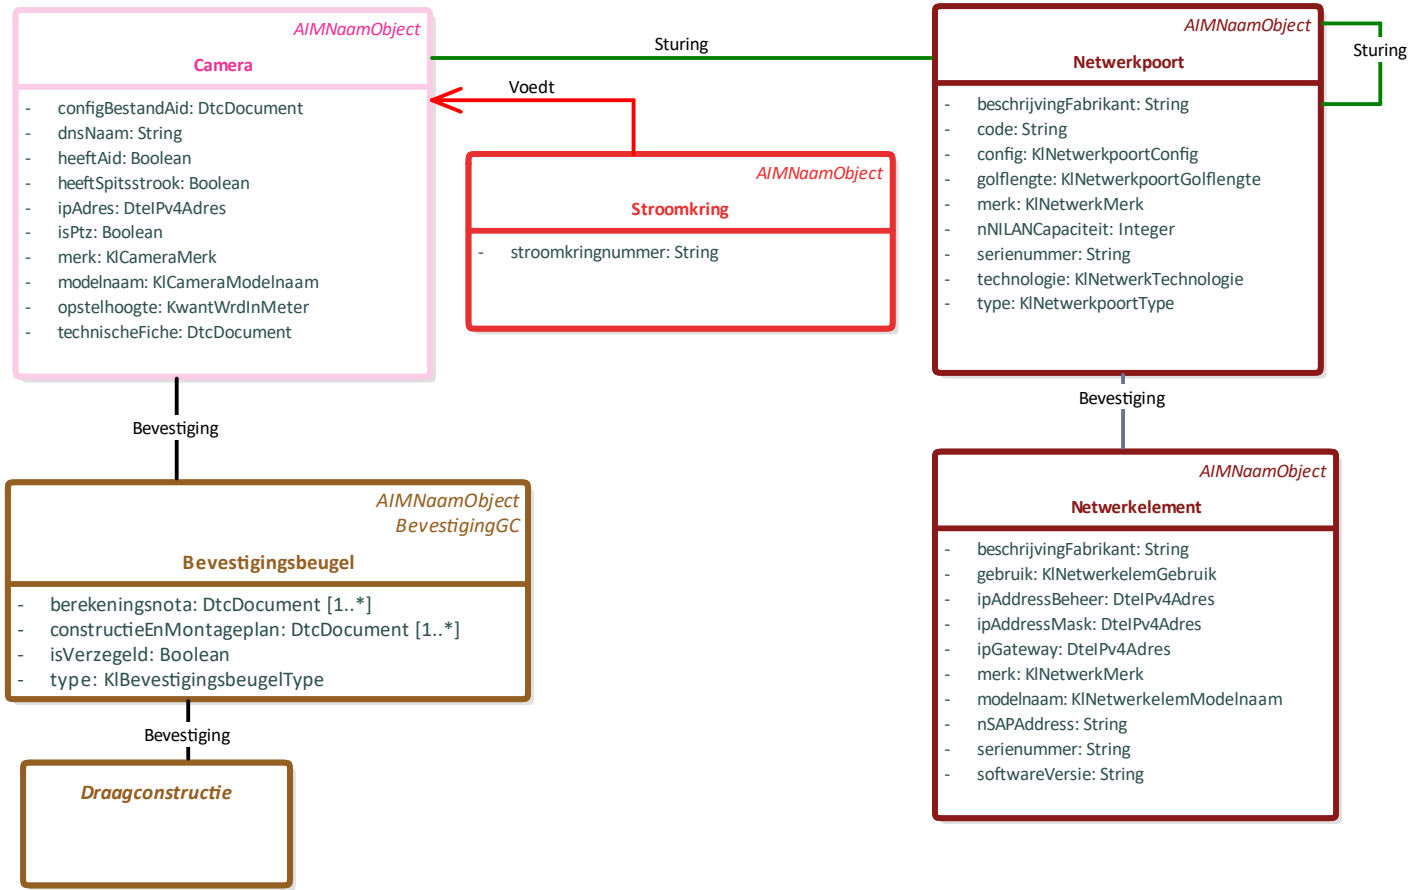 AIMNaamObject
Camera
- configBestandAid: DtcDocument
- dnsNaam: String
- heeftAid: Boolean
- heeftSpitsstrook: Boolean
- ipAdres: DteIPv4Adres
- isPtz: Boolean
- merk: KlCameraMerk
- modelnaam: KlCameraModelnaam
- opstelhoogte: KwantWrdInMeter
- technischeFiche: DtcDocument
Sturing
Voedt
AIMNaamObject
Stroomkring
- stroomkringnummer: String
AIMNaamObject
Netwerkpoort
- beschrijvingFabrikant: String
- code: String
- config: KlNetwerkpoortConfig
- golflengte: KlNetwerkpoortGolflengte
- merk: KlNetwerkMerk
- nNILANCapaciteit: Integer
- serienummer: String
- technologie: KlNetwerkTechnologie
- type: KlNetwerkpoortType
Sturing
Bevestiging
AIMNaamObject
BevestigingGC
Bevestigingsbeugel
- berekeningsnota: DtcDocument [1..*]
- constructieEnMontageplan: DtcDocument [1..*]
- isVerzegeld: Boolean
- type: KlBevestigingsbeugelType
Bevestiging
Draagconstructie
Bevestiging
AIMNaamObject
Netwerkelement
- beschrijvingFabrikant: String
- gebruik: KlNetwerkelemGebruik
- ipAddressBeheer: DteIPv4Adres
- ipAddressMask: DteIPv4Adres
- ipGateway: DteIPv4Adres
- merk: KlNetwerkMerk
- modelnaam: KlNetwerkelemModelnaam
- nSAPAddress: String
- serienummer: String
- softwareVersie: String